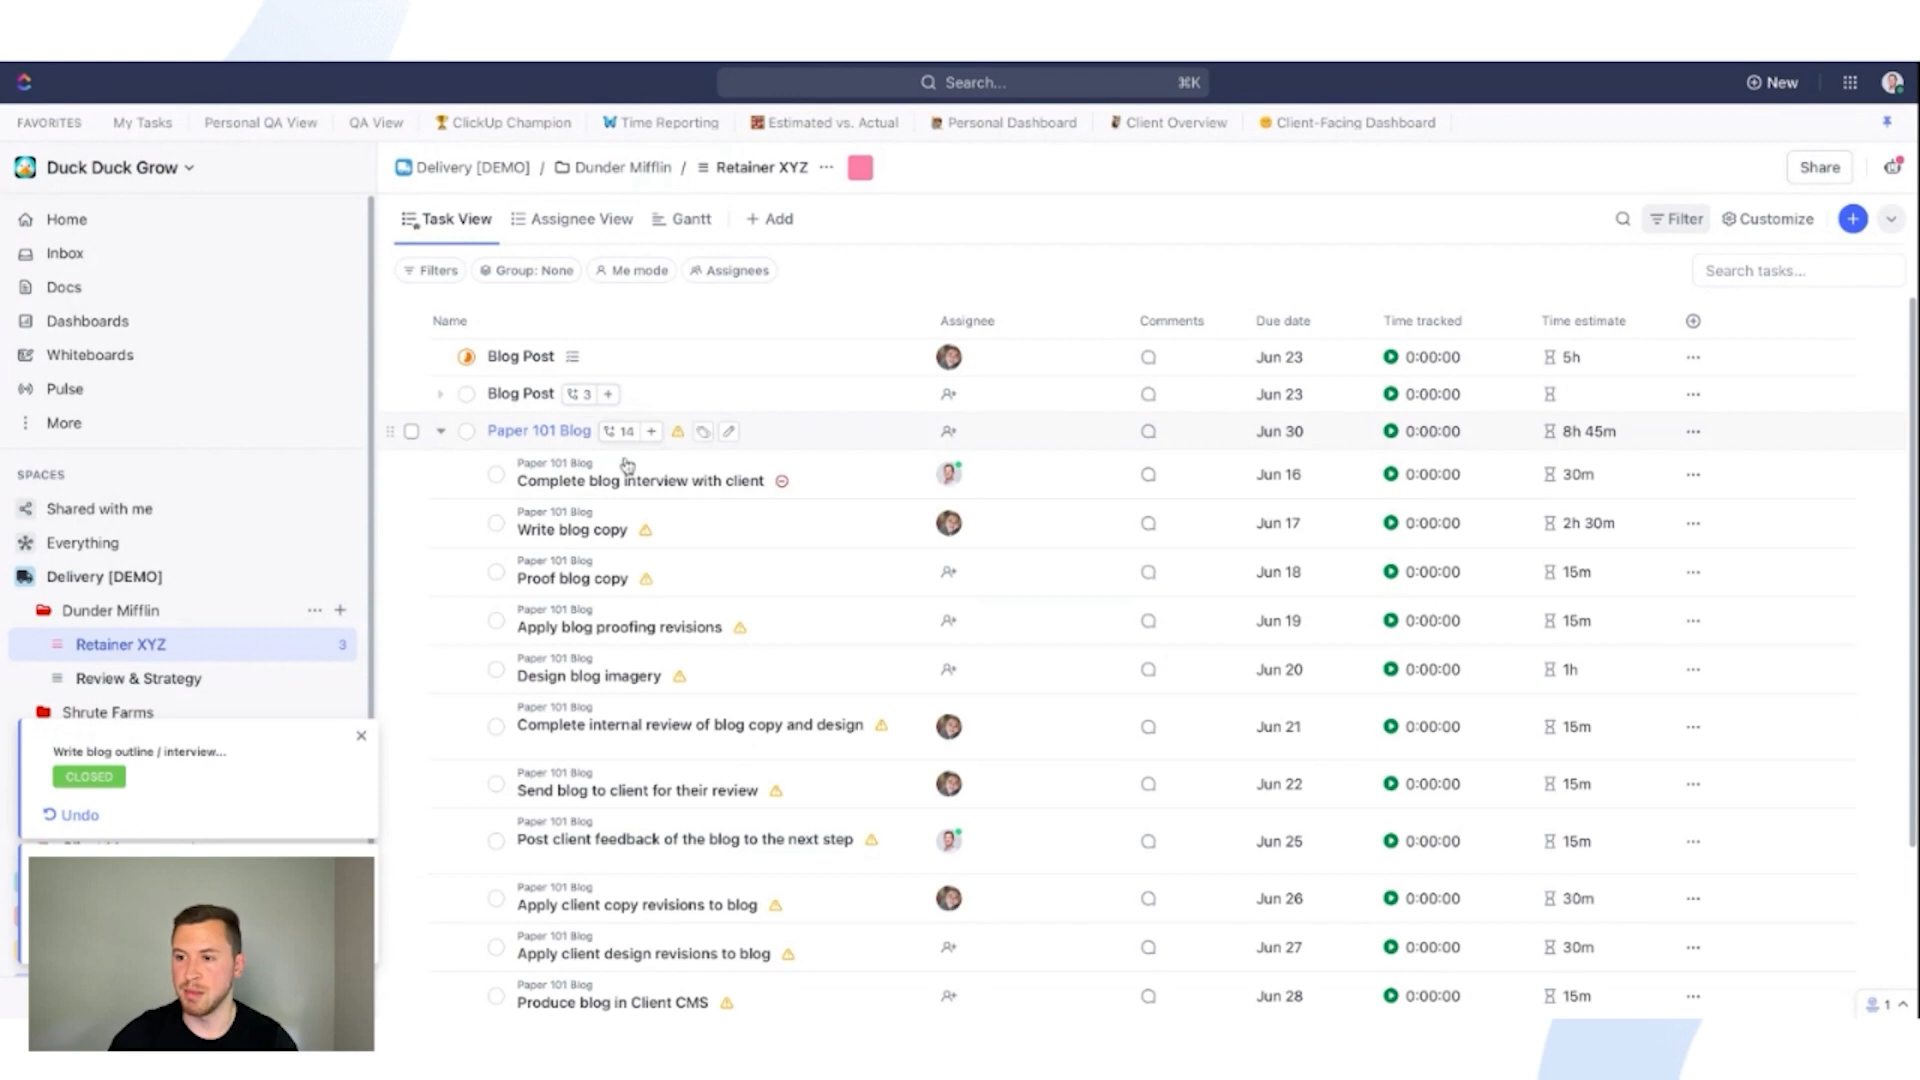 Search... ⌘K
New
FAVORITES My Tasks Personal QA View QA View ClickUp Champion Time Reporting Estimated vs. Actual Personal Dashboard Client Overview Client-Facing Dashboard
Duck Duck Grow
Delivery [DEMO] / Dunder Mifflin / Retainer XYZ ... Share
Home
Inbox
Docs
Dashboards
Whiteboards
Pulse
More
SPACES
Shared with me
Everything
Delivery [DEMO]
Dunder Mifflin
Retainer XYZ 3
Review & Strategy
Shrute Farms
Write blog outline / interview...
CLOSED
Undo
Task View Assignee View Gantt + Add Filter Customize
Filters Group: None Me mode Assignees Search tasks...
Name Assignee Comments Due date Time tracked Time estimate
Blog Post Jun 23 0:00:00 5h
Blog Post 3 + Jun 23 0:00:00
Paper 101 Blog 14 + Jun 30 0:00:00 8h 45m
Paper 101 Blog
Complete blog interview with client Jun 16 0:00:00 30m
Paper 101 Blog
Write blog copy Jun 17 0:00:00 2h 30m
Paper 101 Blog
Proof blog copy Jun 18 0:00:00 15m
Paper 101 Blog
Apply blog proofing revisions Jun 19 0:00:00 15m
Paper 101 Blog
Design blog imagery Jun 20 0:00:00 1h
Paper 101 Blog
Complete internal review of blog copy and design Jun 21 0:00:00 15m
Paper 101 Blog
Send blog to client for their review Jun 22 0:00:00 15m
Paper 101 Blog
Post client feedback of the blog to the next step Jun 25 0:00:00 15m
Paper 101 Blog
Apply client copy revisions to blog Jun 26 0:00:00 30m
Paper 101 Blog
Apply client design revisions to blog Jun 27 0:00:00 30m
Paper 101 Blog
Produce blog in Client CMS Jun 28 0:00:00 15m
1